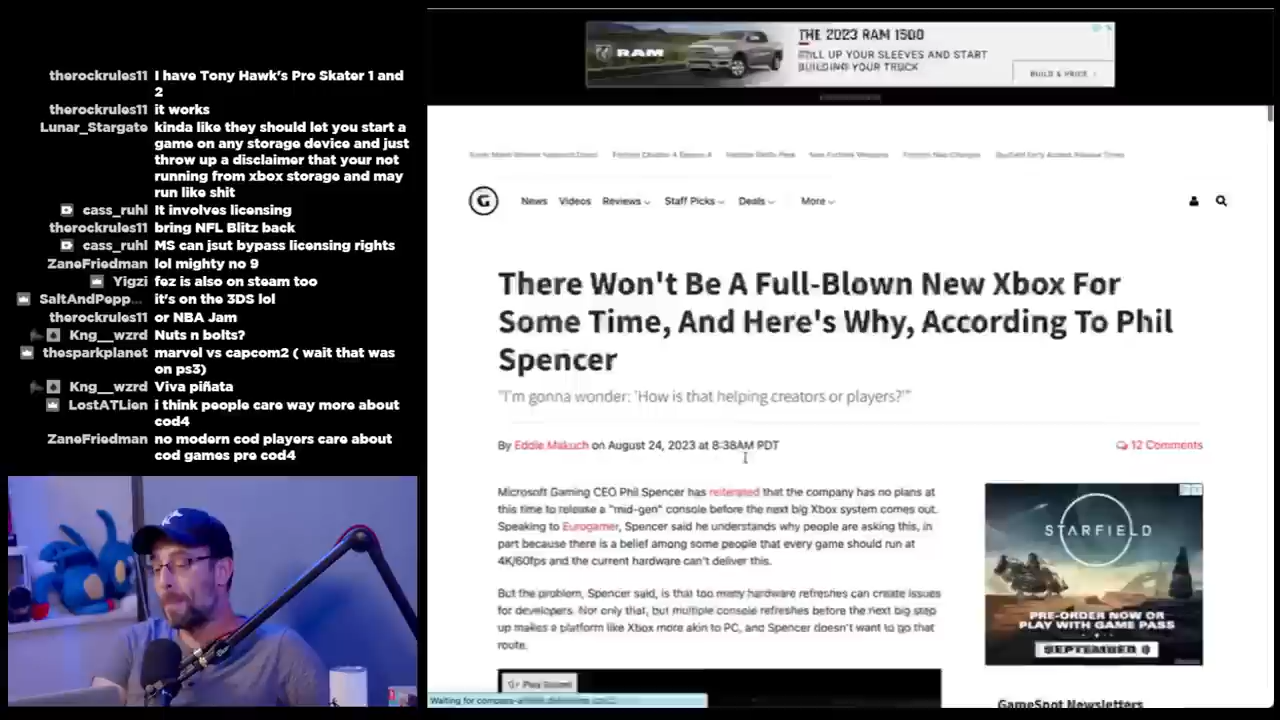 therockrules11 I have Tony Hawk's Pro Skater 1 and
2
therockrules11 it works
Lunar_Stargate kinda like they should let you start a
game on any storage device and just
throw up a disclaimer that your not
running from xbox storage and may
run like shit
cass_ruhl It involves licensing
therockrules11 bring NFL Blitz back
cass_ruhl MS can jsut bypass licensing rights
ZaneFriedman lol mighty no 9
Yigzi fez is also on steam too
SaltAndPepp... it's on the 3DS lol
therockrules11 or NBA Jam
Kng__wzrd Nuts n bolts?
thesparkplanet marvel vs capcom2 ( wait that was
on ps3)
Kng__wzrd Viva piñata
LostATLien I think people care way more about
cod4
ZaneFriedman no modern cod players care about
cod games pre cod4
RAM
THE 2023 RAM 1500
ROLL UP YOUR SLEEVES AND START
BUILDING YOUR TRUCK
BUILD & PRICE
G News Videos Reviews Staff Picks Deals More
There Won't Be A Full-Blown New Xbox For
Some Time, And Here's Why, According To Phil
Spencer
"I'm gonna wonder: 'How is that helping creators or players?'"
By Eddie Makuch on August 24, 2023 at 8:38AM PDT
12 Comments
Microsoft Gaming CEO Phil Spencer has reiterated that the company has no plans at
this time to release a "mid-gen" console before the next big Xbox system comes out.
Speaking to Eurogamer, Spencer said he understands why people are asking this, in
part because there is a belief among some people that every game should run at
4K/60fps and the current hardware can't deliver this.
But the problem, Spencer said, is that too many hardware refreshes can create issues
for developers. Not only that, but multiple console refreshes before the next big step
up makes a platform like Xbox more akin to PC, and Spencer doesn't want to go that
route.
STARFIELD
PRE-ORDER NOW OR
PLAY WITH GAME PASS
SEPTEMBER 6
Play Sound
Waiting for
GameSpot Newsletters